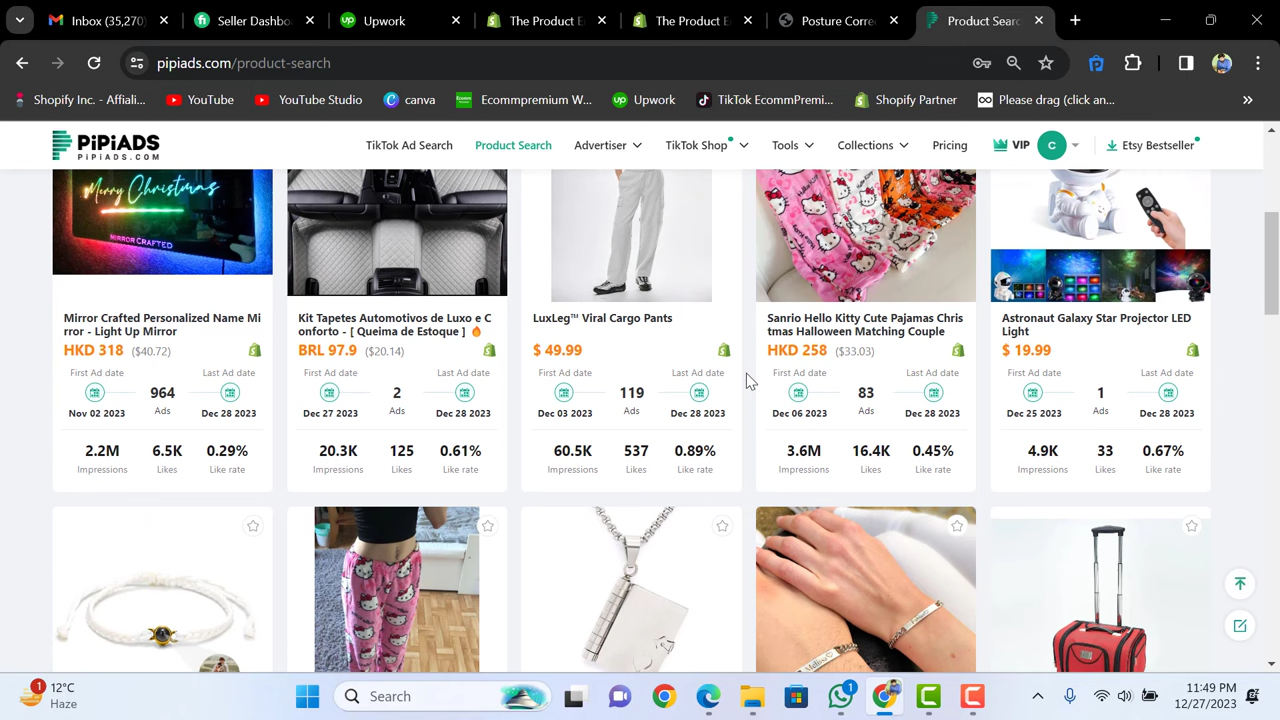 Inbox (35,270)
Seller Dashbo
Upwork
The Product E
The Product E
Posture Corre
Product Sear
pipiads.com/product-search
Shopify Inc. - Affiali...
YouTube
YouTube Studio
canva
Ecommpremium W...
Upwork
TikTok EcommPremi...
Shopify Partner
Please drag (click an...
PiPiADS
PiPiADS.COM
TikTok Ad Search
Product Search
Advertiser
TikTok Shop
Tools
Collections
Pricing
VIP
C
Etsy Bestseller
Merry Christmas
MIRROR CRAFTED
Mirror Crafted Personalized Name Mi
rror - Light Up Mirror
HKD 318 ($40.72)
First Ad date
Last Ad date
964
Ads
Nov 02 2023
Dec 28 2023
2.2M
6.5K
0.29%
Impressions
Likes
Like rate
Kit Tapetes Automotivos de Luxo e C
onforto - [ Queima de Estoque ] 🔥
BRL 97.9 ($20.14)
First Ad date
Last Ad date
2
Ads
Dec 27 2023
Dec 28 2023
20.3K
125
0.61%
Impressions
Likes
Like rate
LuxLeg™ Viral Cargo Pants
$ 49.99
First Ad date
Last Ad date
119
Ads
Dec 03 2023
Dec 28 2023
60.5K
537
0.89%
Impressions
Likes
Like rate
Sanrio Hello Kitty Cute Pajamas Chris
tmas Halloween Matching Couple
HKD 258 ($33.03)
First Ad date
Last Ad date
83
Ads
Dec 06 2023
Dec 28 2023
3.6M
16.4K
0.45%
Impressions
Likes
Like rate
Astronaut Galaxy Star Projector LED
Light
$ 19.99
First Ad date
Last Ad date
1
Ads
Dec 25 2023
Dec 28 2023
4.9K
33
0.67%
Impressions
Likes
Like rate
1
12°C
Haze
Search
1
11:49 PM
12/27/2023